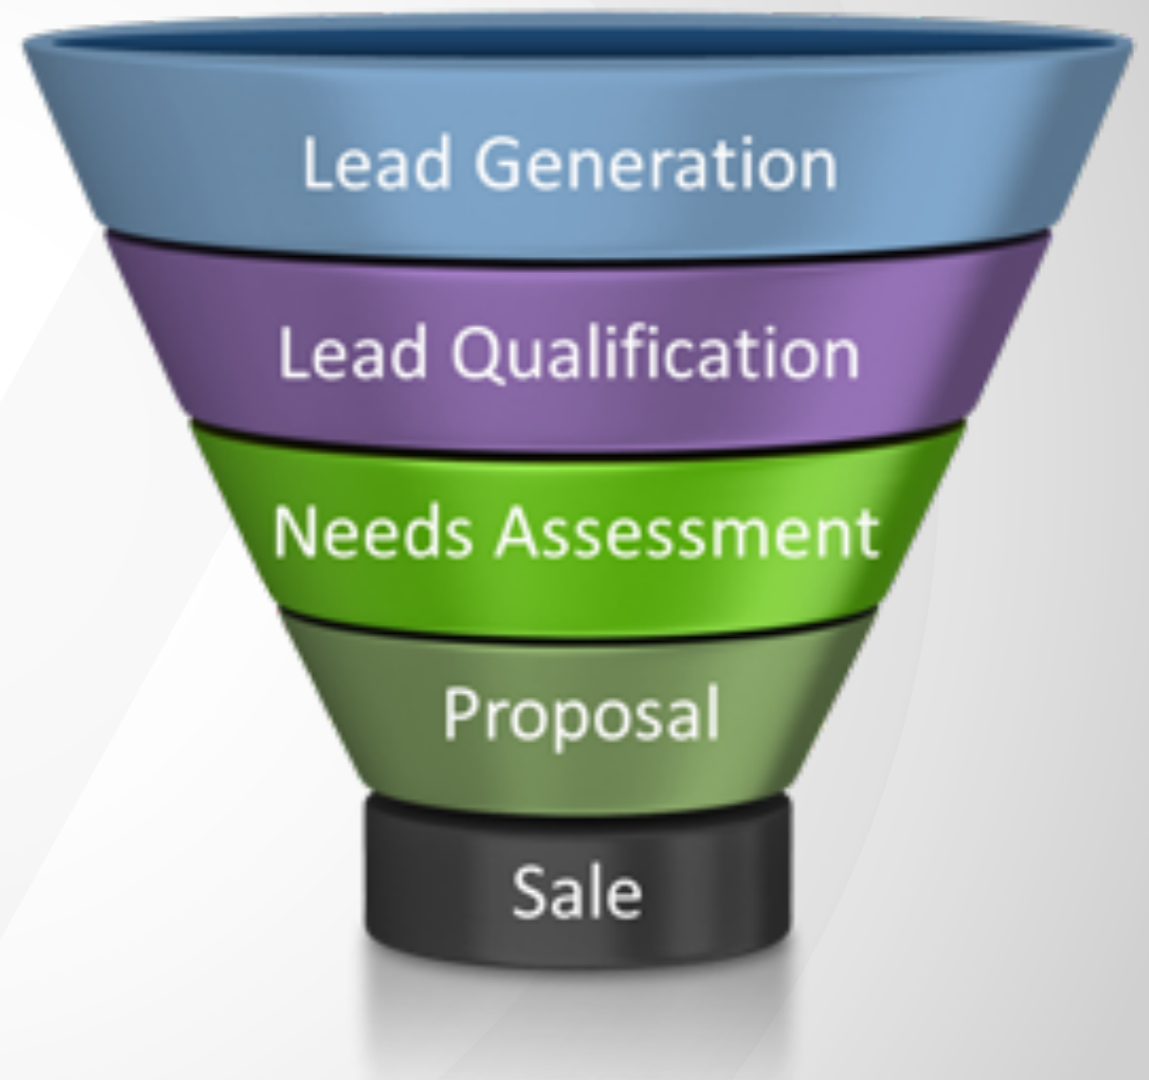 Lead Generation
Lead Qualification
Needs Assessment
Proposal
Sale